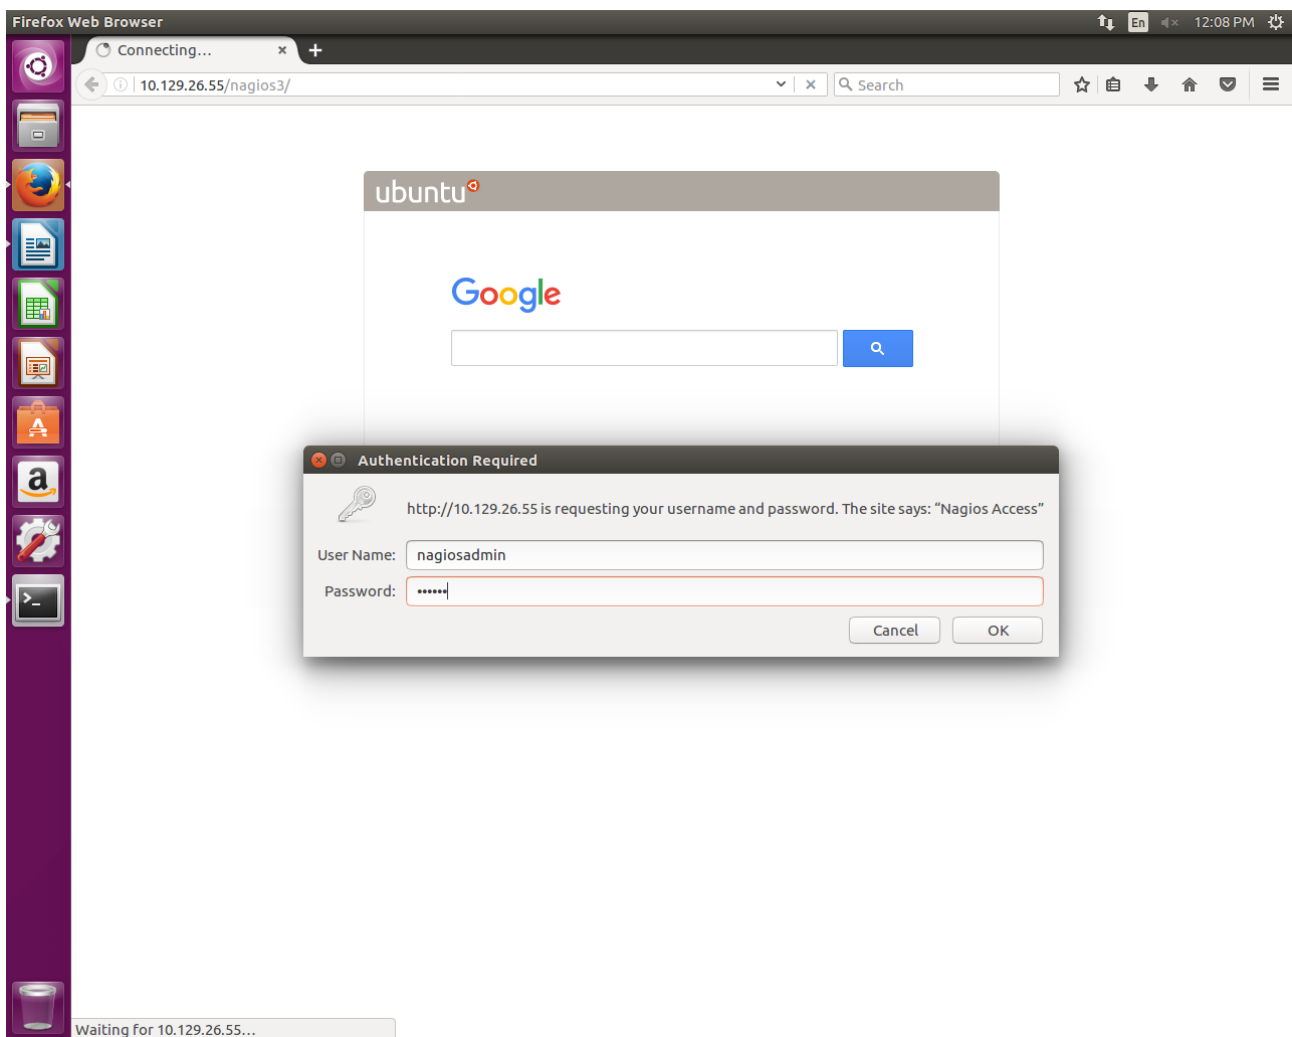 Firefox Web Browser
En
12:08 PM
Connecting...
10.129.26.55/nagios3/
Search
ubuntu
Google
Authentication Required
http://10.129.26.55 is requesting your username and password. The site says: “Nagios Access”
User Name: nagiosadmin
Password: ••••••
Cancel
OK
Waiting for 10.129.26.55...